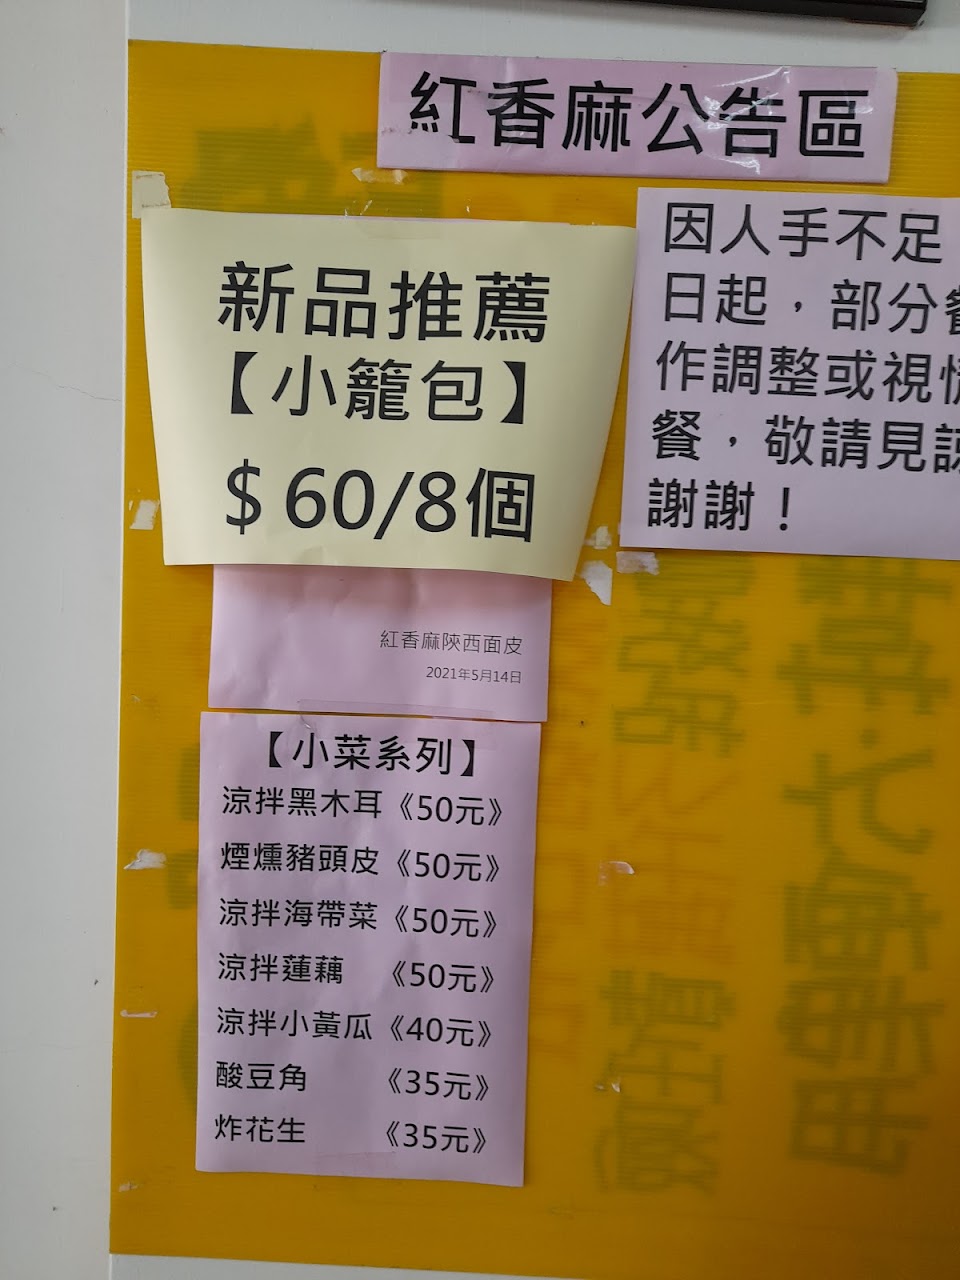 紅香麻公告區
新品推薦
【小籠包】
$60/8個
因人手不足
日起，部分餐
作調整或視情
餐，敬請見諒
謝謝！
紅香麻陝西面皮
2021年5月14日
【小菜系列】
涼拌黑木耳《50元》
煙燻豬頭皮《50元》
涼拌海帶菜《50元》
涼拌蓮藕《50元》
涼拌小黃瓜《40元》
酸豆角《35元》
炸花生《35元》